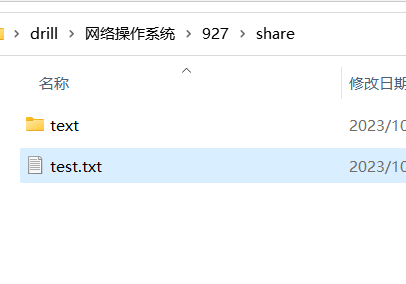 drill > 网络操作系统 > 927 > share
名称 修改日期
text 2023/10
test.txt 2023/10